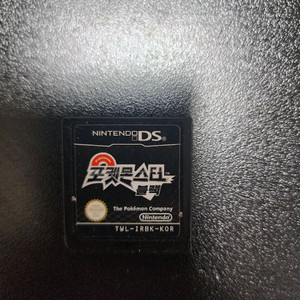 NINTENDO DS
포켓몬스터
블랙
The Pokémon Company
Nintendo
TWL-IRBK-KOR